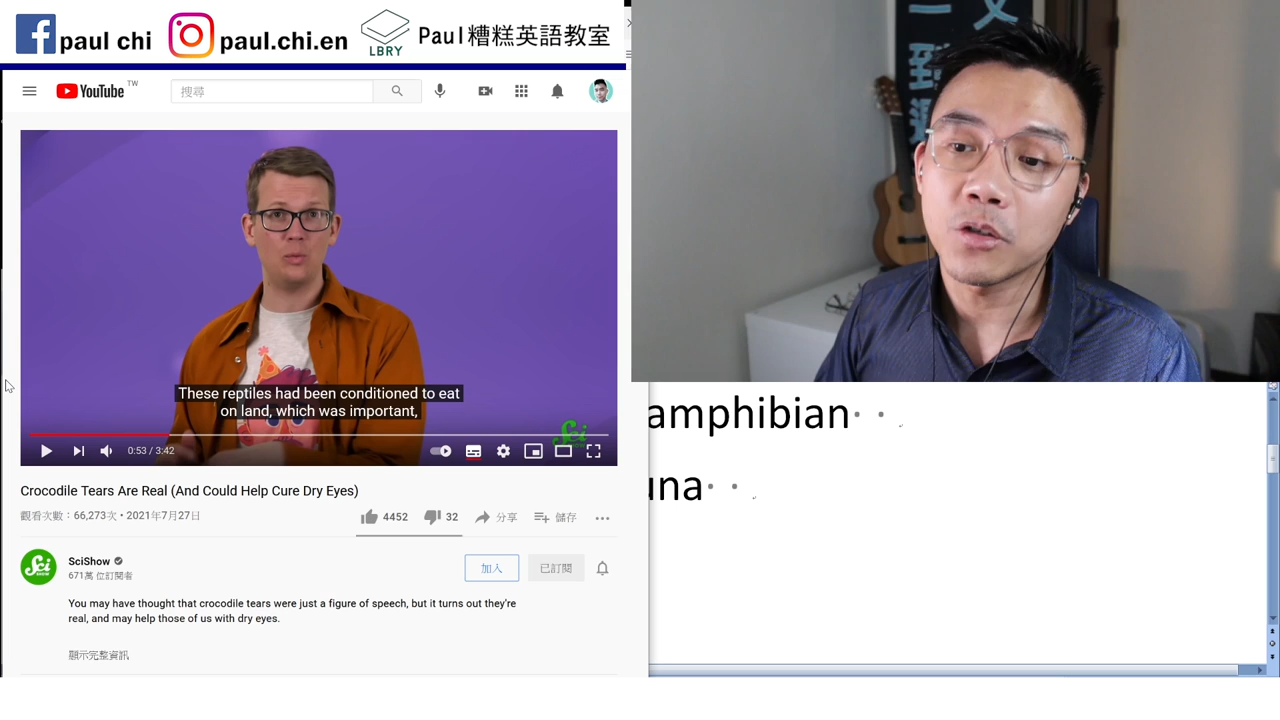 paul chi
paul.chi.en
LBRY
Paul糟糕英語教室
YouTube TW
搜尋
These reptiles had been conditioned to eat
on land, which was important,
Sci
0:53 / 3:42
Crocodile Tears Are Real (And Could Help Cure Dry Eyes)
觀看次數：66,273次 • 2021年7月27日
4452
32
分享
儲存
Sci
SHOW
SciShow
671萬 位訂閱者
加入
已訂閱
You may have thought that crocodile tears were just a figure of speech, but it turns out they're
real, and may help those of us with dry eyes.
顯示完整資訊
amphibian
una